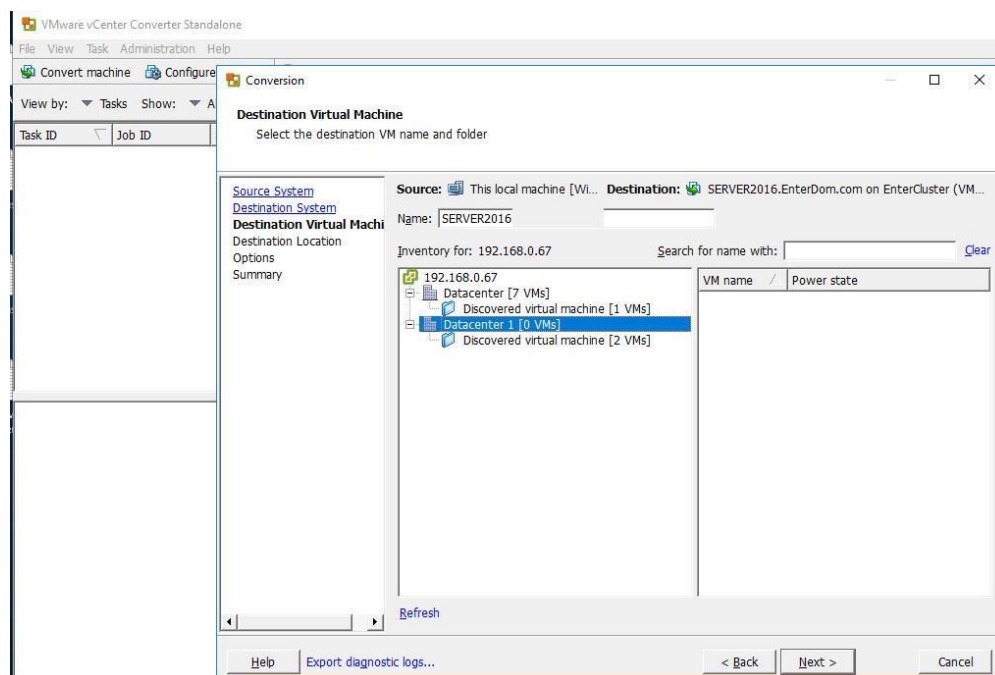 VMware vCenter Converter Standalone
File View Task Administration Help
Convert machine Configure
View by: Tasks Show: A
Task ID Job ID
Conversion
Destination Virtual Machine
Select the destination VM name and folder
Source System
Destination System
Destination Virtual Machi
Destination Location
Options
Summary
Source: This local machine [Wi... Destination: SERVER2016.EnterDom.com on EnterCluster (VM...
Name: SERVER2016
Inventory for: 192.168.0.67 Search for name with: Clear
192.168.0.67
Datacenter [7 VMs]
Discovered virtual machine [1 VMs]
Datacenter 1 [0 VMs]
Discovered virtual machine [2 VMs]
VM name Power state
Refresh
Help Export diagnostic logs... < Back Next > Cancel